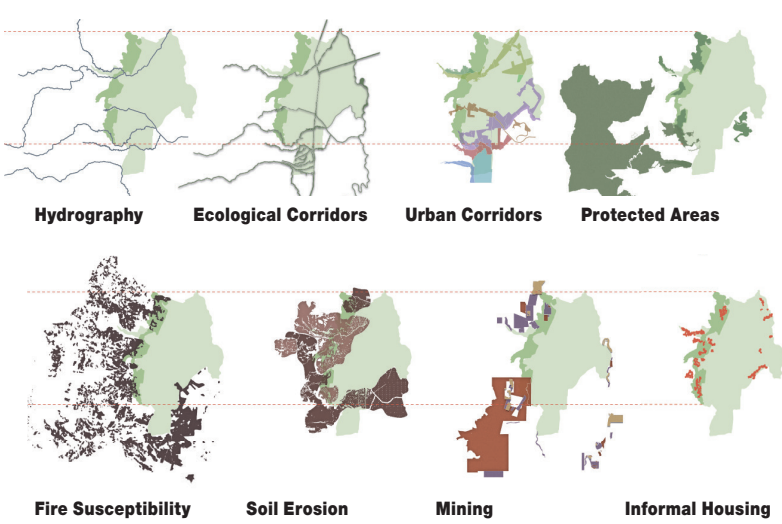 Hydrography
Ecological Corridors
Urban Corridors
Protected Areas
Fire Susceptibility
Soil Erosion
Mining
Informal Housing